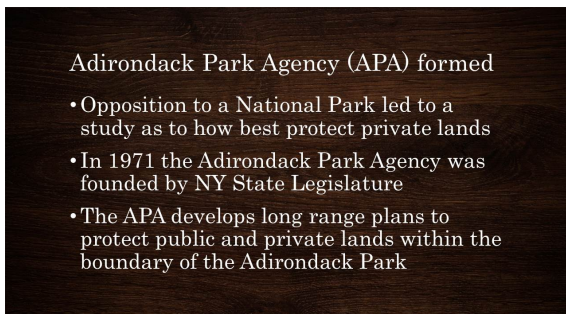 Adirondack Park Agency (APA) formed
• Opposition to a National Park led to a
study as to how best protect private lands
• In 1971 the Adirondack Park Agency was
founded by NY State Legislature
• The APA develops long range plans to
protect public and private lands within the
boundary of the Adirondack Park